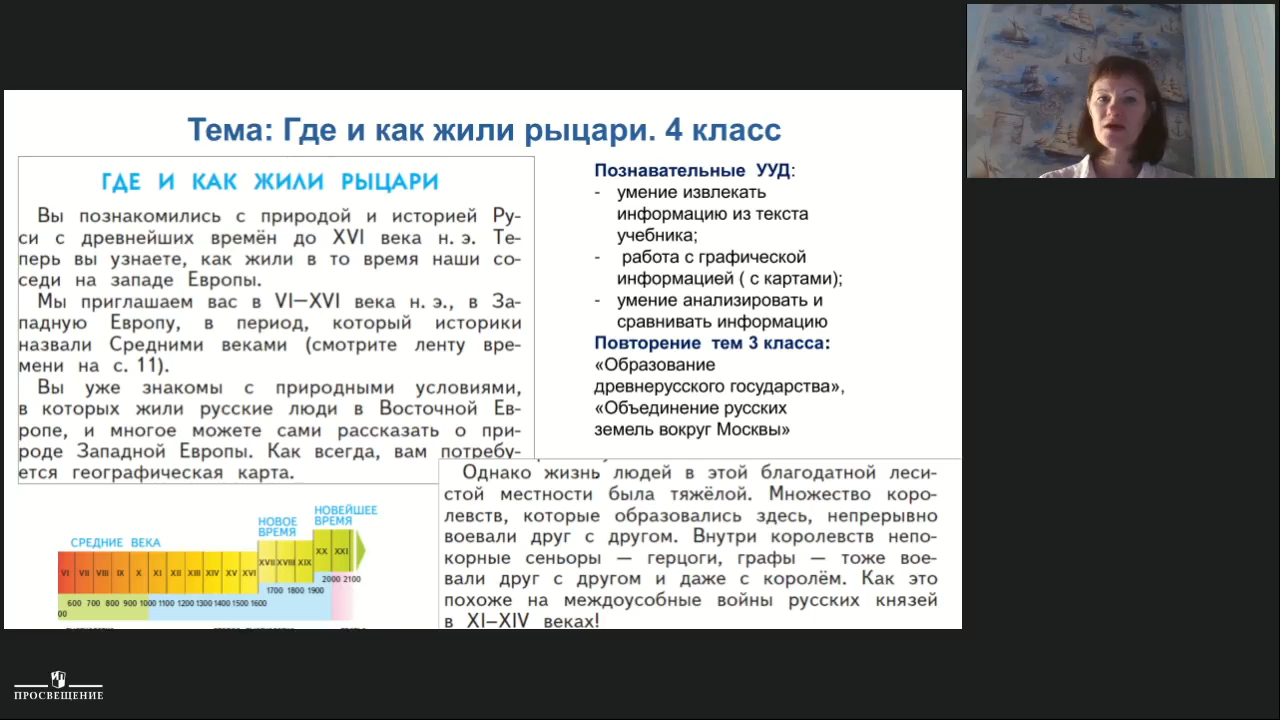 Тема: Где и как жили рыцари. 4 класс
ГДЕ И КАК ЖИЛИ РЫЦАРИ
Вы познакомились с природой и историей Ру-
си с древнейших времён до XVI века н. э. Те-
перь вы узнаете, как жили в то время наши со-
седи на западе Европы.
Мы приглашаем вас в VI—XVI века н. э., в За-
падную Европу, в период, который историки
назвали Средними веками (смотрите ленту вре-
мени на с. 11).
Вы уже знакомы с природными условиями,
в которых жили русские люди в Восточной Ев-
ропе, и многое можете сами рассказать о при-
роде Западной Европы. Как всегда, вам потребу-
ется географическая карта.
Познавательные УУД:
- умение извлекать
информацию из текста
учебника;
- работа с графической
информацией ( с картами);
- умение анализировать и
сравнивать информацию
Повторение тем 3 класса:
«Образование
древнерусского государства»,
«Объединение русских
земель вокруг Москвы»
Однако жизнь людей в этой благодатной леси-
стой местности была тяжёлой. Множество коро-
левств, которые образовались здесь, непрерывно
воевали друг с другом. Внутри королевств непо-
корные сеньоры — герцоги, графы — тоже вое-
вали друг с другом и даже с королём. Как это
похоже на междоусобные войны русских князей
в XI—XIV веках!
СРЕДНИЕ ВЕКА
НОВОЕ
ВРЕМЯ
НОВЕЙШЕЕ
ВРЕМЯ
VI VII VIII IX X XI XII XIII XIV XV XVI XVII XVIII XIX XX XXI
600 700 800 900 1000 1100 1200 1300 1400 1500 1600 1700 1800 1900 2000 2100
00
ПРОСВЕЩЕНИЕ